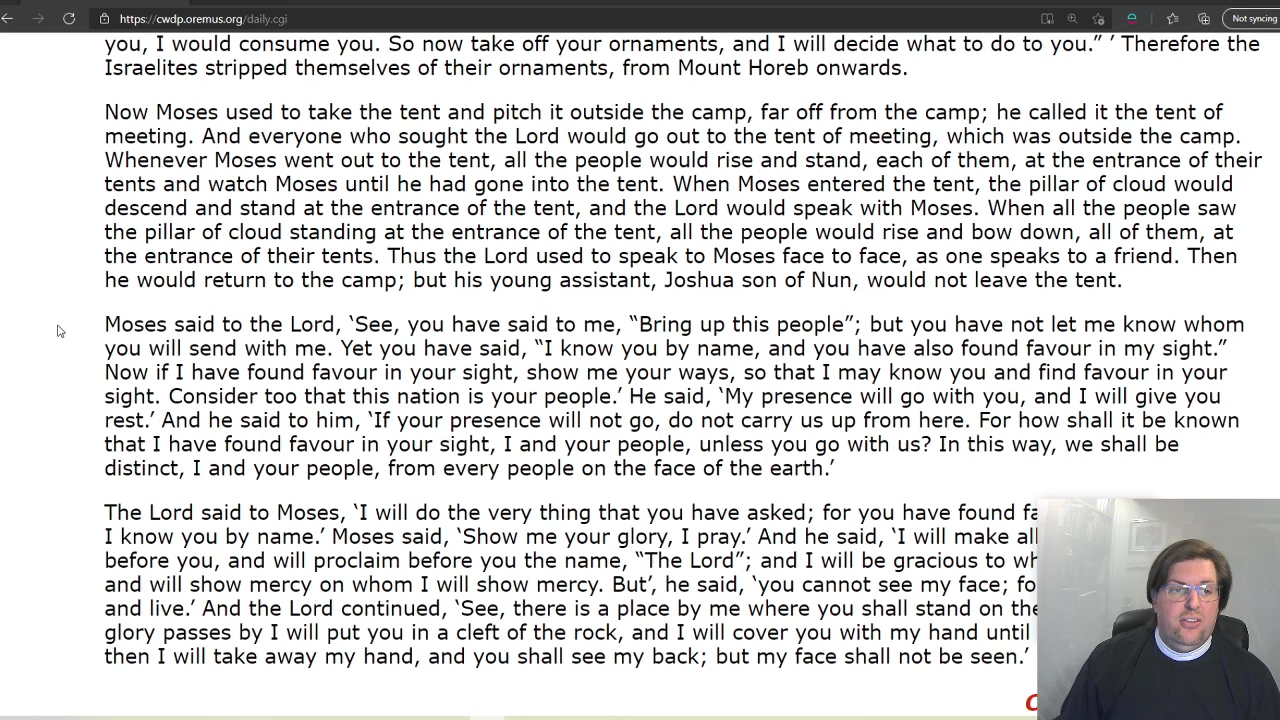 https://cwdp.oremus.org/daily.cgi
Not syncing
you, I would consume you. So now take off your ornaments, and I will decide what to do to you.” ’ Therefore the
Israelites stripped themselves of their ornaments, from Mount Horeb onwards.
Now Moses used to take the tent and pitch it outside the camp, far off from the camp; he called it the tent of
meeting. And everyone who sought the Lord would go out to the tent of meeting, which was outside the camp.
Whenever Moses went out to the tent, all the people would rise and stand, each of them, at the entrance of their
tents and watch Moses until he had gone into the tent. When Moses entered the tent, the pillar of cloud would
descend and stand at the entrance of the tent, and the Lord would speak with Moses. When all the people saw
the pillar of cloud standing at the entrance of the tent, all the people would rise and bow down, all of them, at
the entrance of their tents. Thus the Lord used to speak to Moses face to face, as one speaks to a friend. Then
he would return to the camp; but his young assistant, Joshua son of Nun, would not leave the tent.
Moses said to the Lord, ‘See, you have said to me, “Bring up this people”; but you have not let me know whom
you will send with me. Yet you have said, “I know you by name, and you have also found favour in my sight.”
Now if I have found favour in your sight, show me your ways, so that I may know you and find favour in your
sight. Consider too that this nation is your people.’ He said, ‘My presence will go with you, and I will give you
rest.’ And he said to him, ‘If your presence will not go, do not carry us up from here. For how shall it be known
that I have found favour in your sight, I and your people, unless you go with us? In this way, we shall be
distinct, I and your people, from every people on the face of the earth.’
The Lord said to Moses, ‘I will do the very thing that you have asked; for you have found
I know you by name.’ Moses said, ‘Show me your glory, I pray.’ And he said, ‘I will make all
before you, and will proclaim before you the name, “The Lord”; and I will be gracious to
and will show mercy on whom I will show mercy. But’, he said, ‘you cannot see my face;
and live.’ And the Lord continued, ‘See, there is a place by me where you shall stand on the
glory passes by I will put you in a cleft of the rock, and I will cover you with my hand until
then I will take away my hand, and you shall see my back; but my face shall not be seen.’